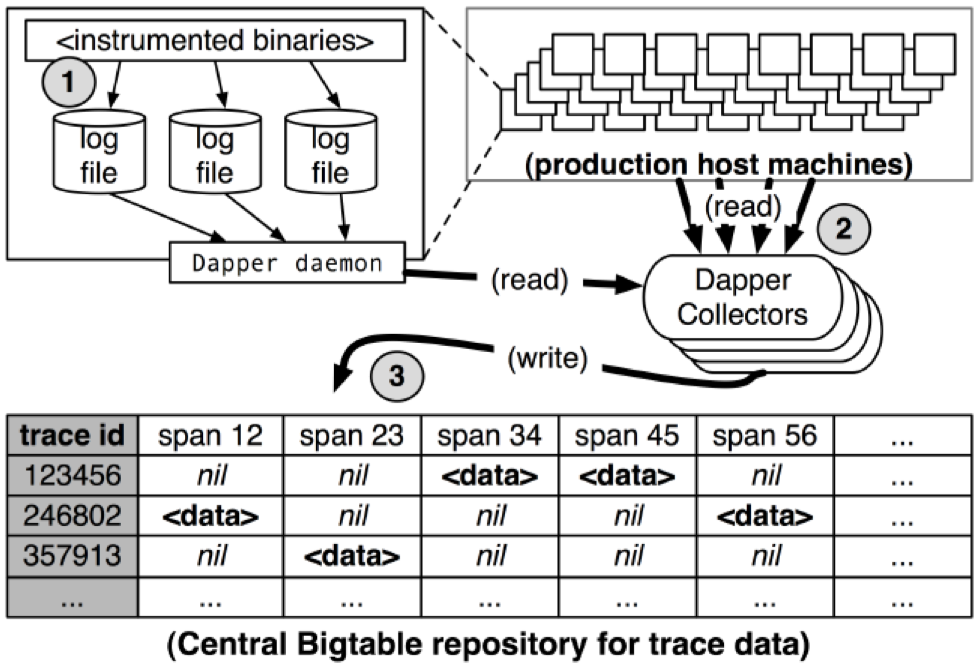 <instrumented binaries>
1
log file
log file
log file
Dapper daemon
(production host machines)
(read)
2
(read)
Dapper
Collectors
(write)
3
trace id span 12 span 23 span 34 span 45 span 56 ...
123456 nil nil <data> <data> nil ...
246802 <data> nil nil nil <data> ...
357913 nil <data> nil nil nil ...
... ... ... ... ... ... ...
(Central Bigtable repository for trace data)